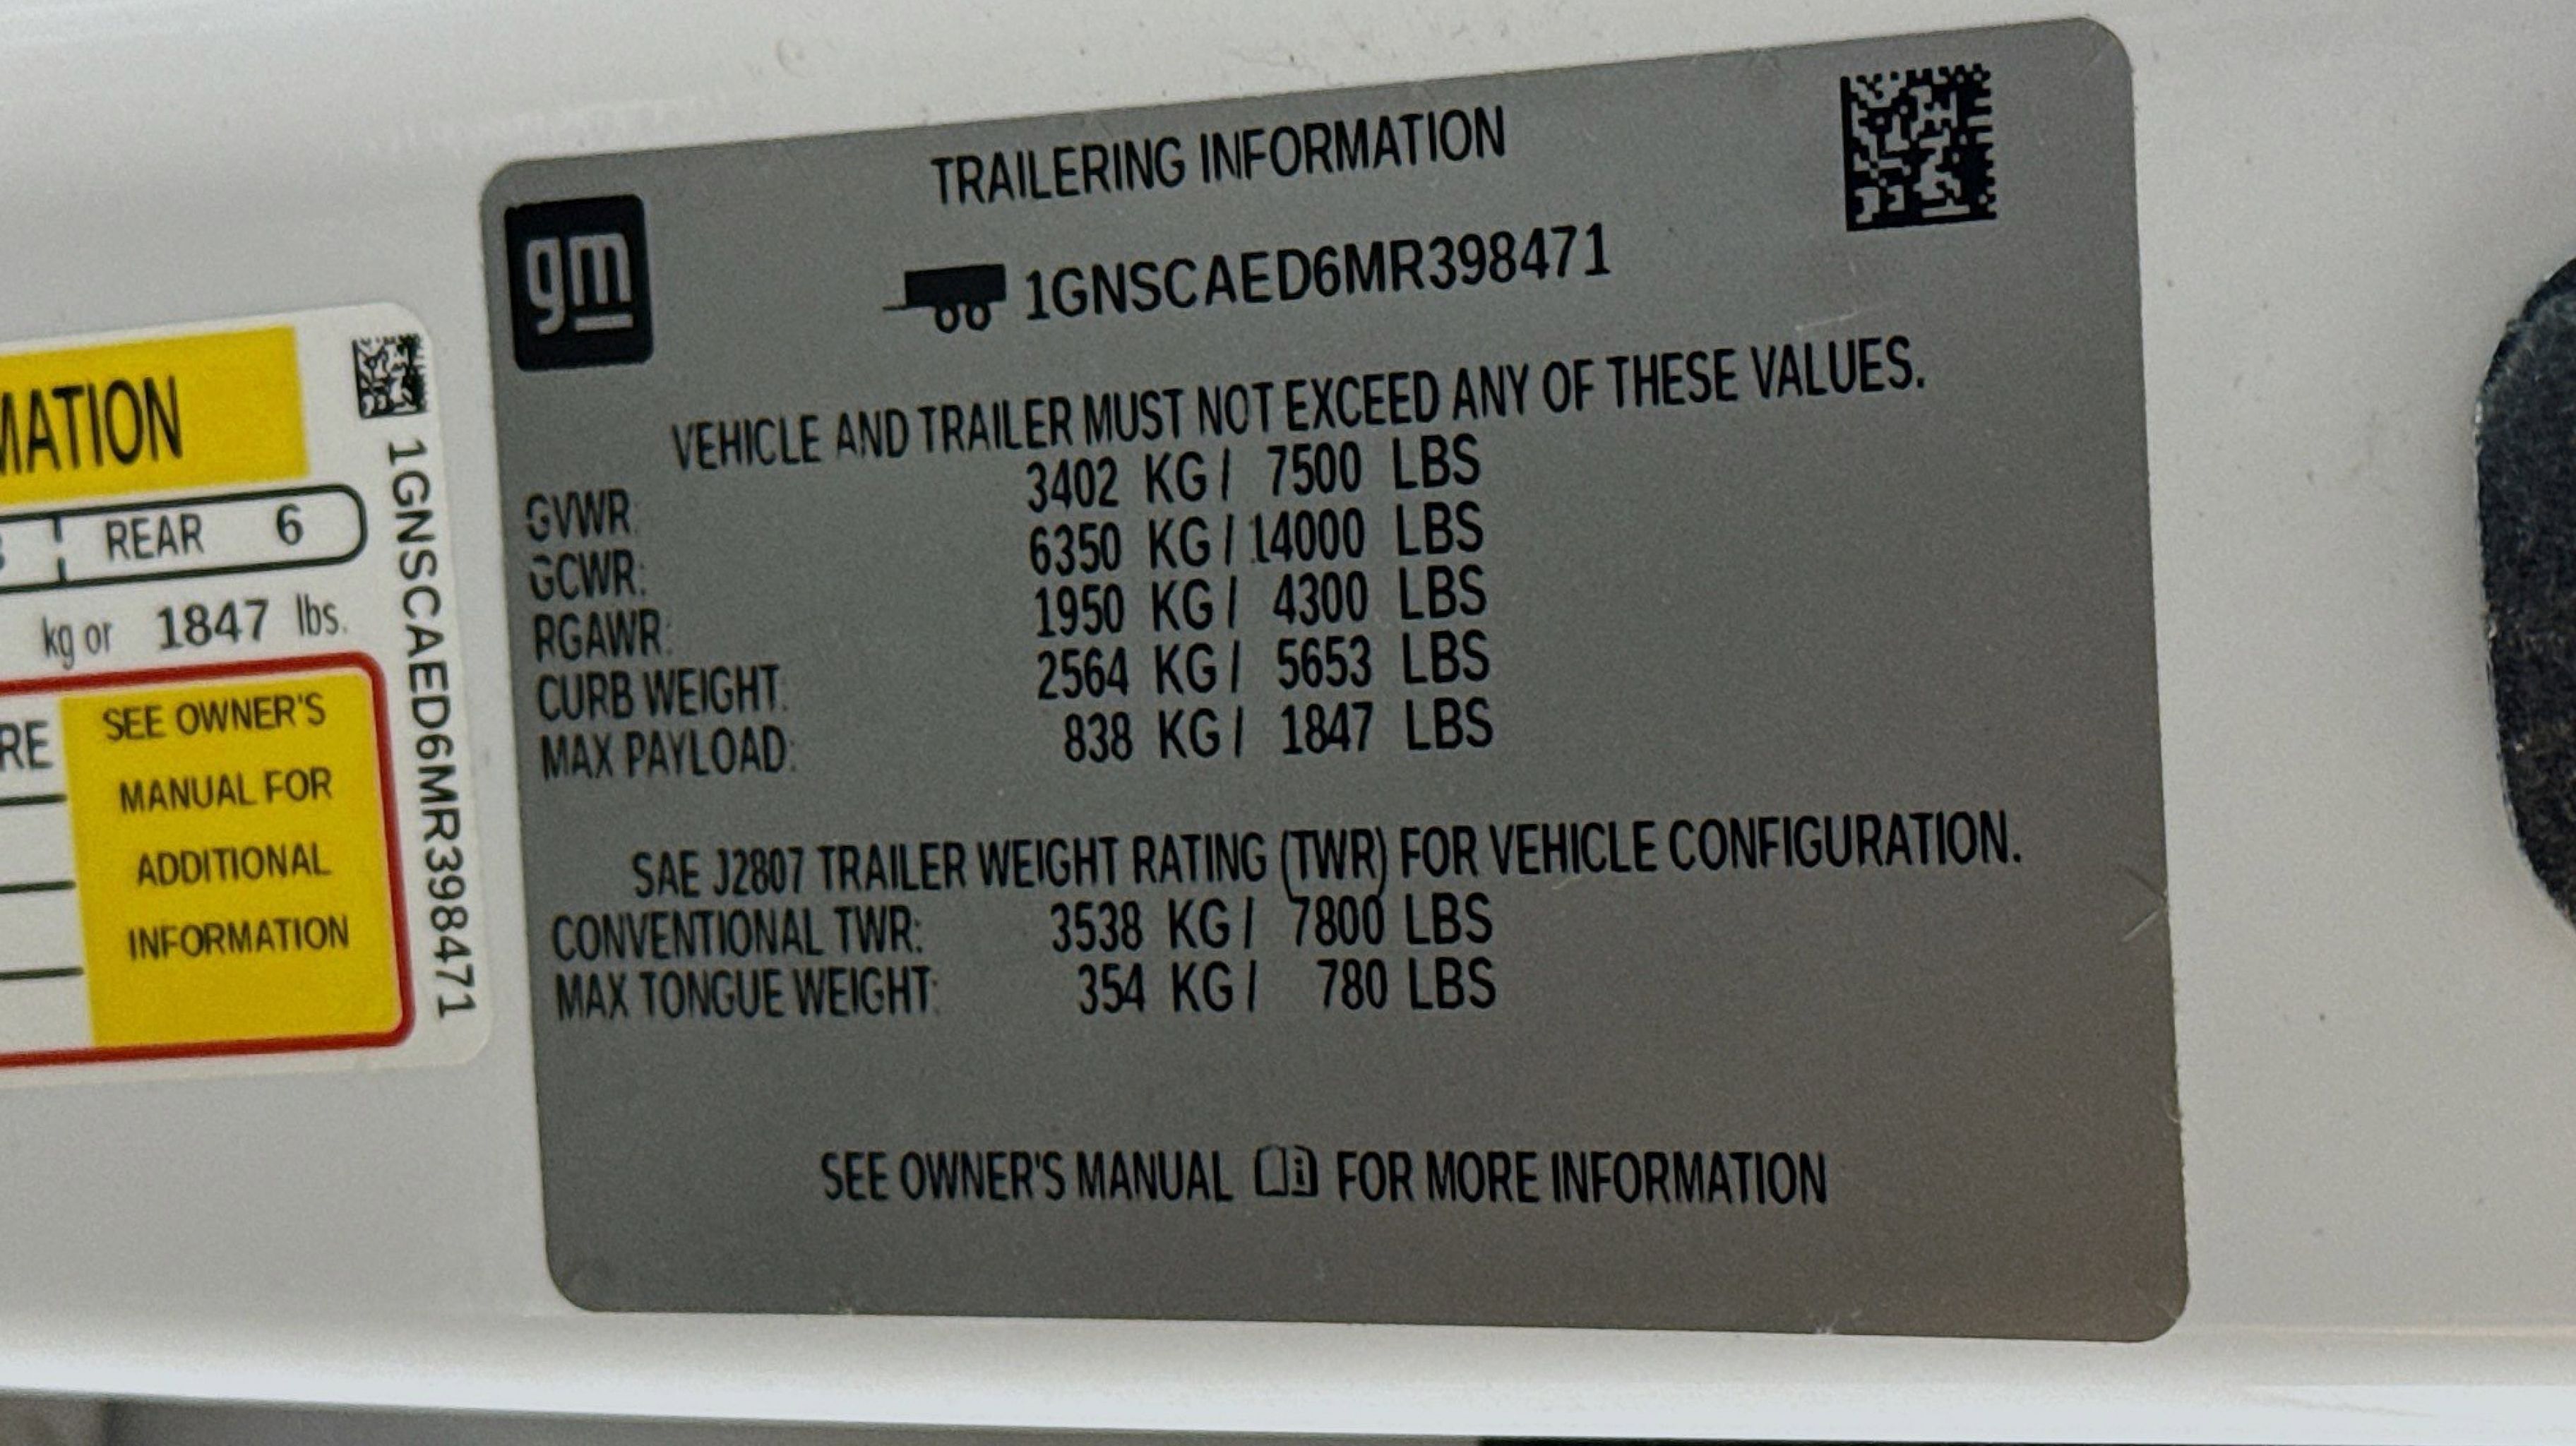 MATION
REAR 6
kg or 1847 lbs.
RE
SEE OWNER'S
MANUAL FOR
ADDITIONAL
INFORMATION
1GNSCAED6MR398471
gm
TRAILERING INFORMATION
1GNSCAED6MR398471
VEHICLE AND TRAILER MUST NOT EXCEED ANY OF THESE VALUES.
GVWR: 3402 KG/ 7500 LBS
GCWR: 6350 KG/14000 LBS
RGAWR: 1950 KG/ 4300 LBS
CURB WEIGHT: 2564 KG/ 5653 LBS
MAX PAYLOAD: 838 KG/ 1847 LBS
SAE J2807 TRAILER WEIGHT RATING (TWR) FOR VEHICLE CONFIGURATION.
CONVENTIONAL TWR: 3538 KG/ 7800 LBS
MAX TONGUE WEIGHT: 354 KG/ 780 LBS
SEE OWNER'S MANUAL FOR MORE INFORMATION